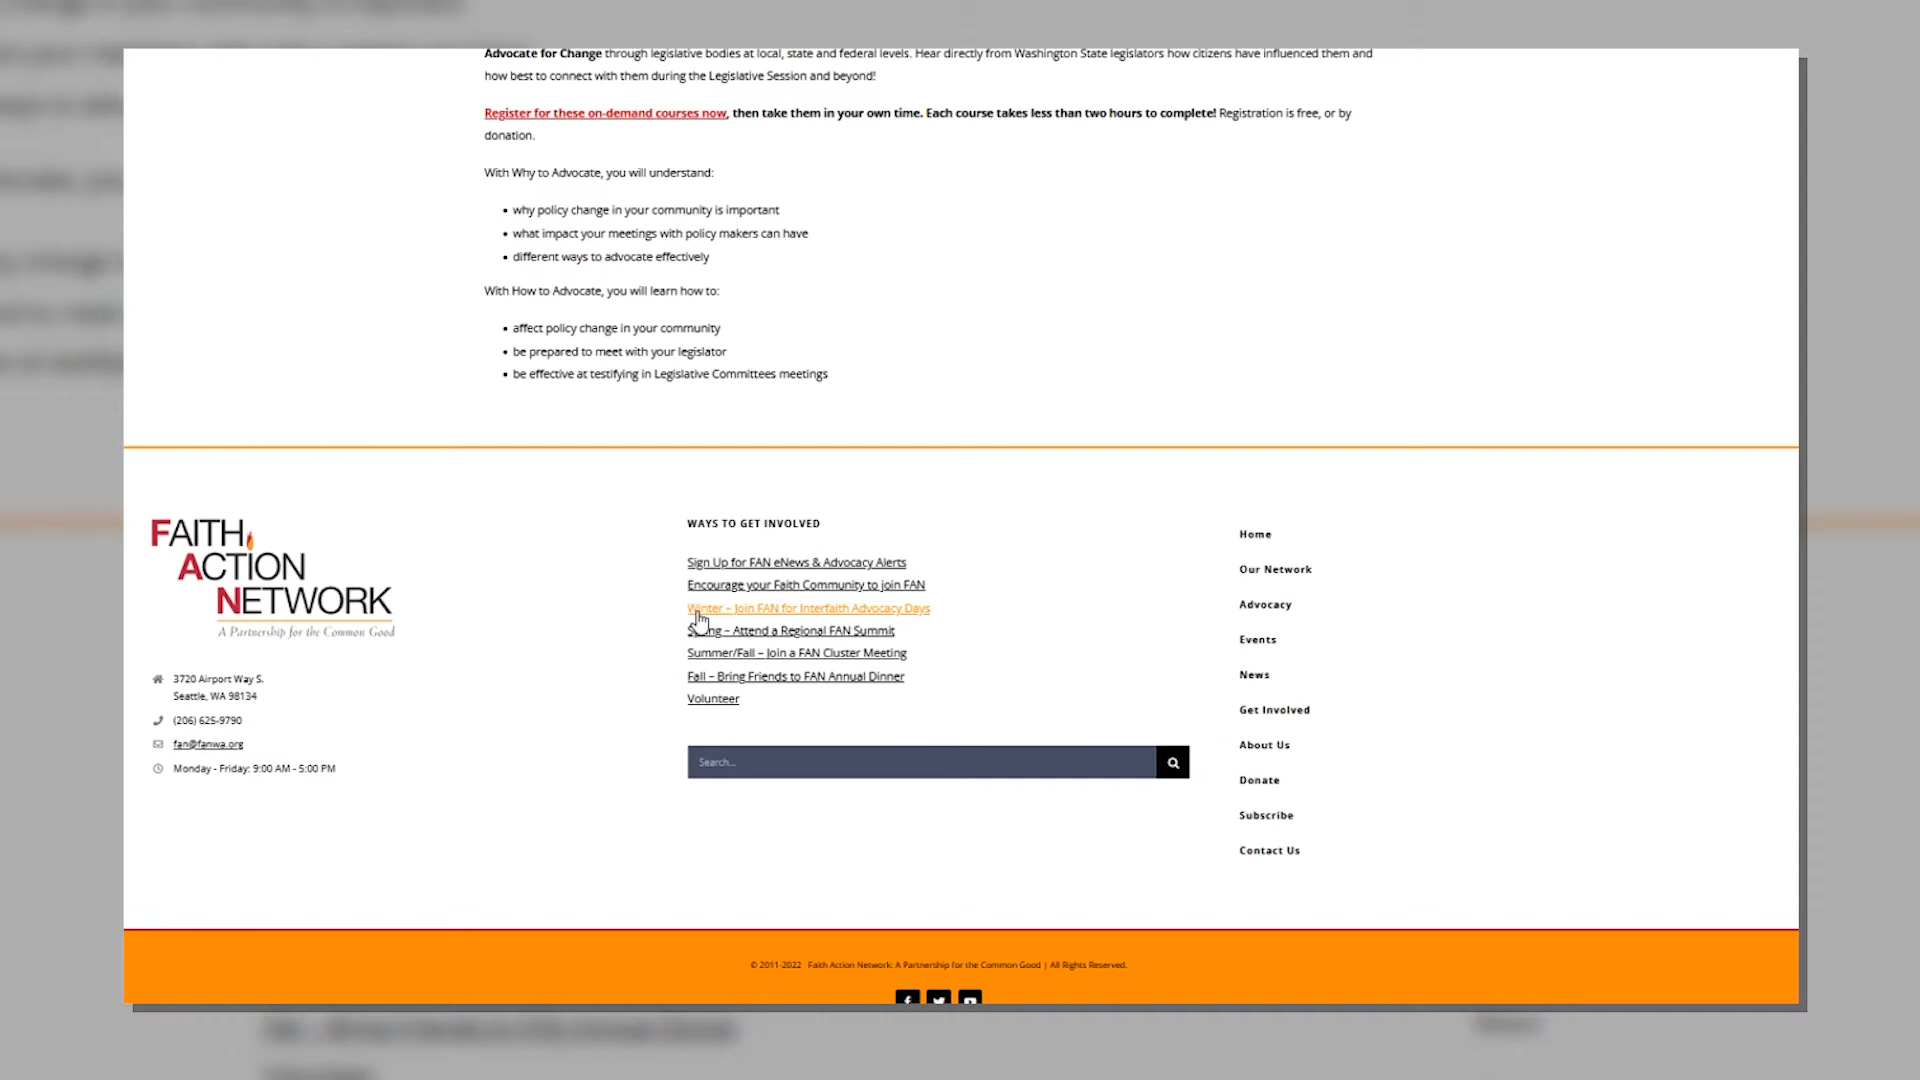 Advocate for Change through legislative bodies at local, state and federal levels. Hear directly from Washington State legislators how citizens have influenced them and
how best to connect with them during the Legislative Session and beyond!
Register for these on-demand courses now, then take them in your own time. Each course takes less than two hours to complete! Registration is free, or by
donation.
With Why to Advocate, you will understand:
• why policy change in your community is important
• what impact your meetings with policy makers can have
• different ways to advocate effectively
With How to Advocate, you will learn how to:
• affect policy change in your community
• be prepared to meet with your legislator
• be effective at testifying in Legislative Committees meetings
FAITH
ACTION
NETWORK
A Partnership for the Common Good
3720 Airport Way S.
Seattle, WA 98134
(206) 625-9790
fan@fanwa.org
Monday - Friday: 9:00 AM - 5:00 PM
WAYS TO GET INVOLVED
Sign Up for FAN eNews & Advocacy Alerts
Encourage your Faith Community to join FAN
Winter – Join FAN for Interfaith Advocacy Days
Spring – Attend a Regional FAN Summit
Summer/Fall – Join a FAN Cluster Meeting
Fall – Bring Friends to FAN Annual Dinner
Volunteer
Search...
Home
Our Network
Advocacy
Events
News
Get Involved
About Us
Donate
Subscribe
Contact Us
© 2011-2022 Faith Action Network: A Partnership for the Common Good | All Rights Reserved.